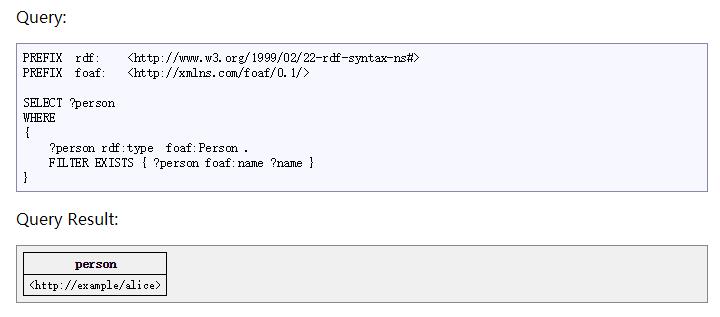 Query:
PREFIX  rdf:    <http://www.w3.org/1999/02/22-rdf-syntax-ns#>
PREFIX  foaf:   <http://xmlns.com/foaf/0.1/>
SELECT ?person
WHERE
{
    ?person rdf:type  foaf:Person .
    FILTER EXISTS { ?person foaf:name ?name }
}
Query Result:
person
<http://example/alice>